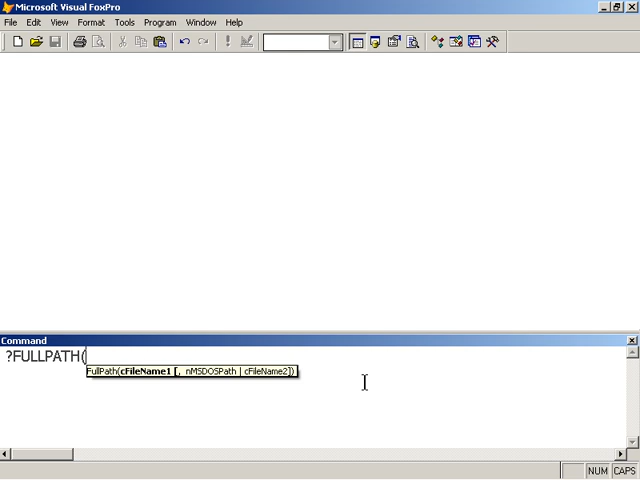 Microsoft Visual FoxPro
File Edit View Format Tools Program Window Help
Command
?FULLPATH(
FullPath(cFileName1 [, nMSDOSPath | cFileName2])
NUM CAPS